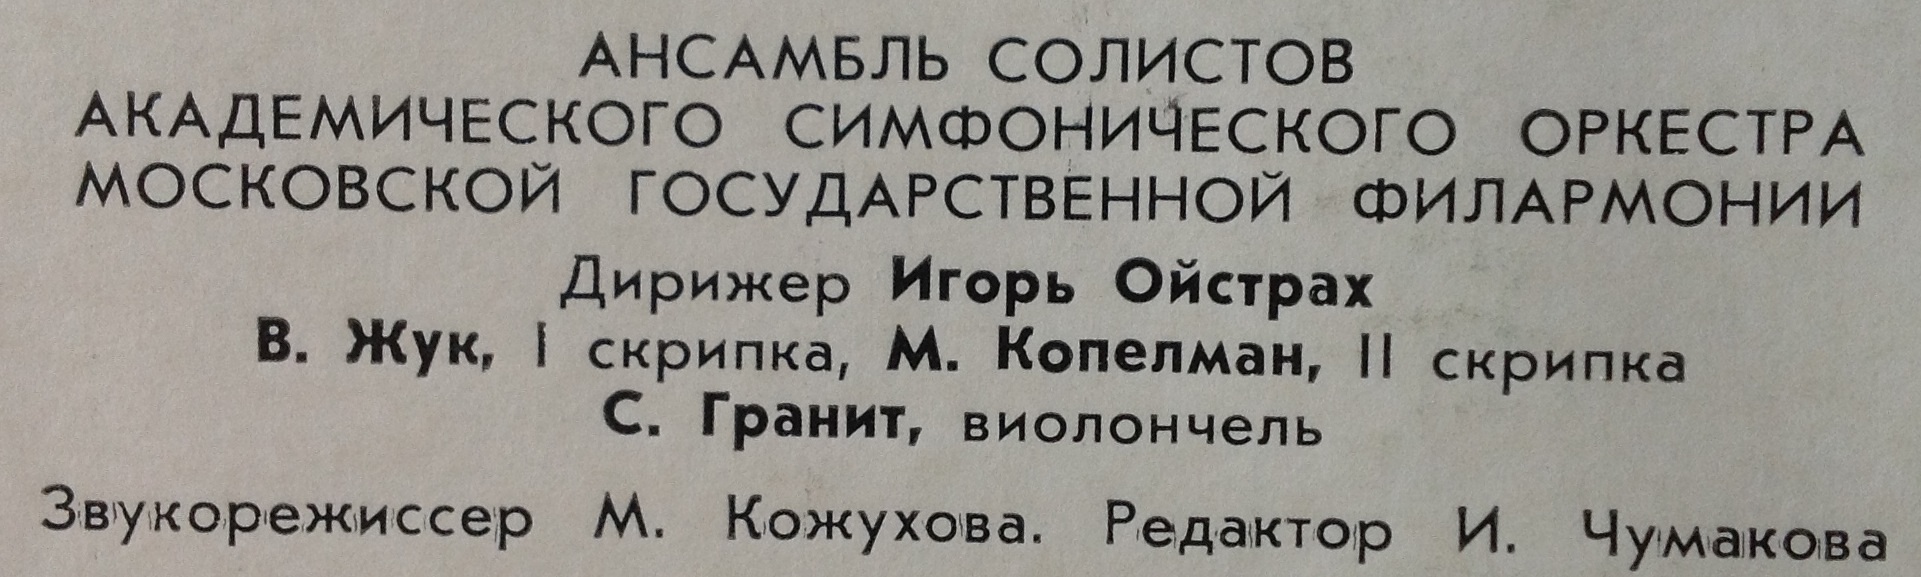 АНСАМБЛЬ СОЛИСТОВ
АКАДЕМИЧЕСКОГО СИМФОНИЧЕСКОГО ОРКЕСТРА
МОСКОВСКОЙ ГОСУДАРСТВЕННОЙ ФИЛАРМОНИИ
Дирижер Игорь Ойстрах
В. Жук, I скрипка, М. Копелман, II скрипка
С. Гранит, виолончель
Звукорежиссер М. Кожухова. Редактор И. Чумакова